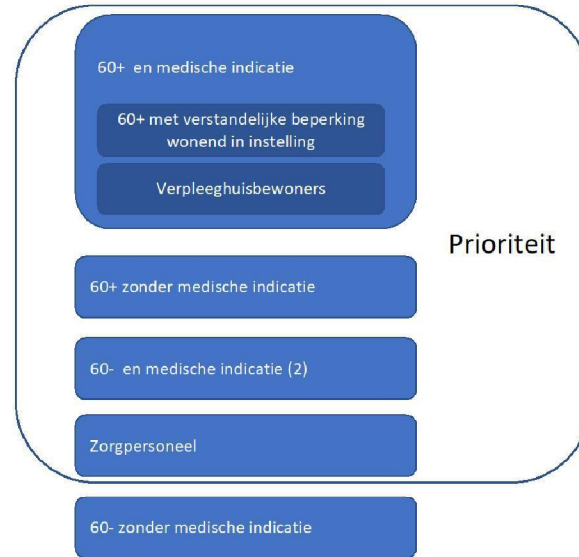 60+ en medische indicatie
60+ met verstandelijke beperking
wonend in instelling
Verpleeghuisbewoners
Prioriteit
60+ zonder medische indicatie
60- en medische indicatie (2)
Zorgpersoneel
60- zonder medische indicatie